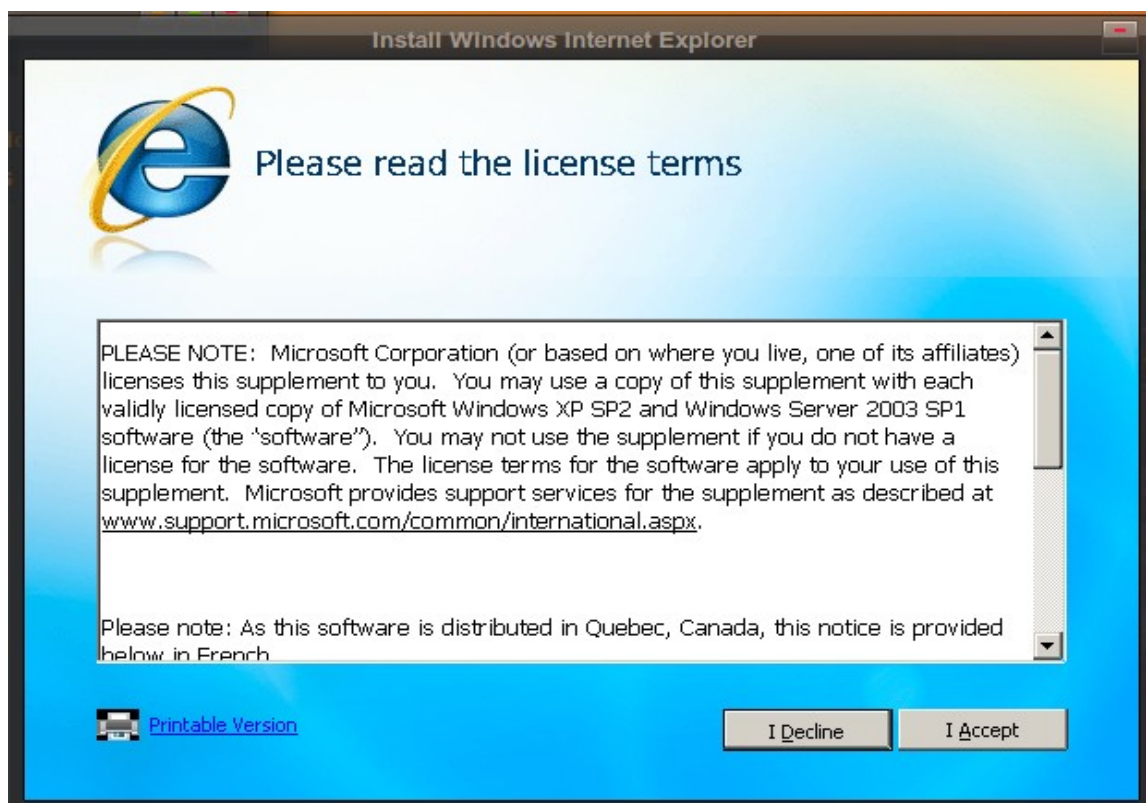 Install Windows Internet Explorer
Please read the license terms
PLEASE NOTE:  Microsoft Corporation (or based on where you live, one of its affiliates)
licenses this supplement to you.  You may use a copy of this supplement with each
validly licensed copy of Microsoft Windows XP SP2 and Windows Server 2003 SP1
software (the “software”).  You may not use the supplement if you do not have a
license for the software.  The license terms for the software apply to your use of this
supplement.  Microsoft provides support services for the supplement as described at
www.support.microsoft.com/common/international.aspx.
Please note: As this software is distributed in Quebec, Canada, this notice is provided
below in French
Printable Version
I Decline
I Accept